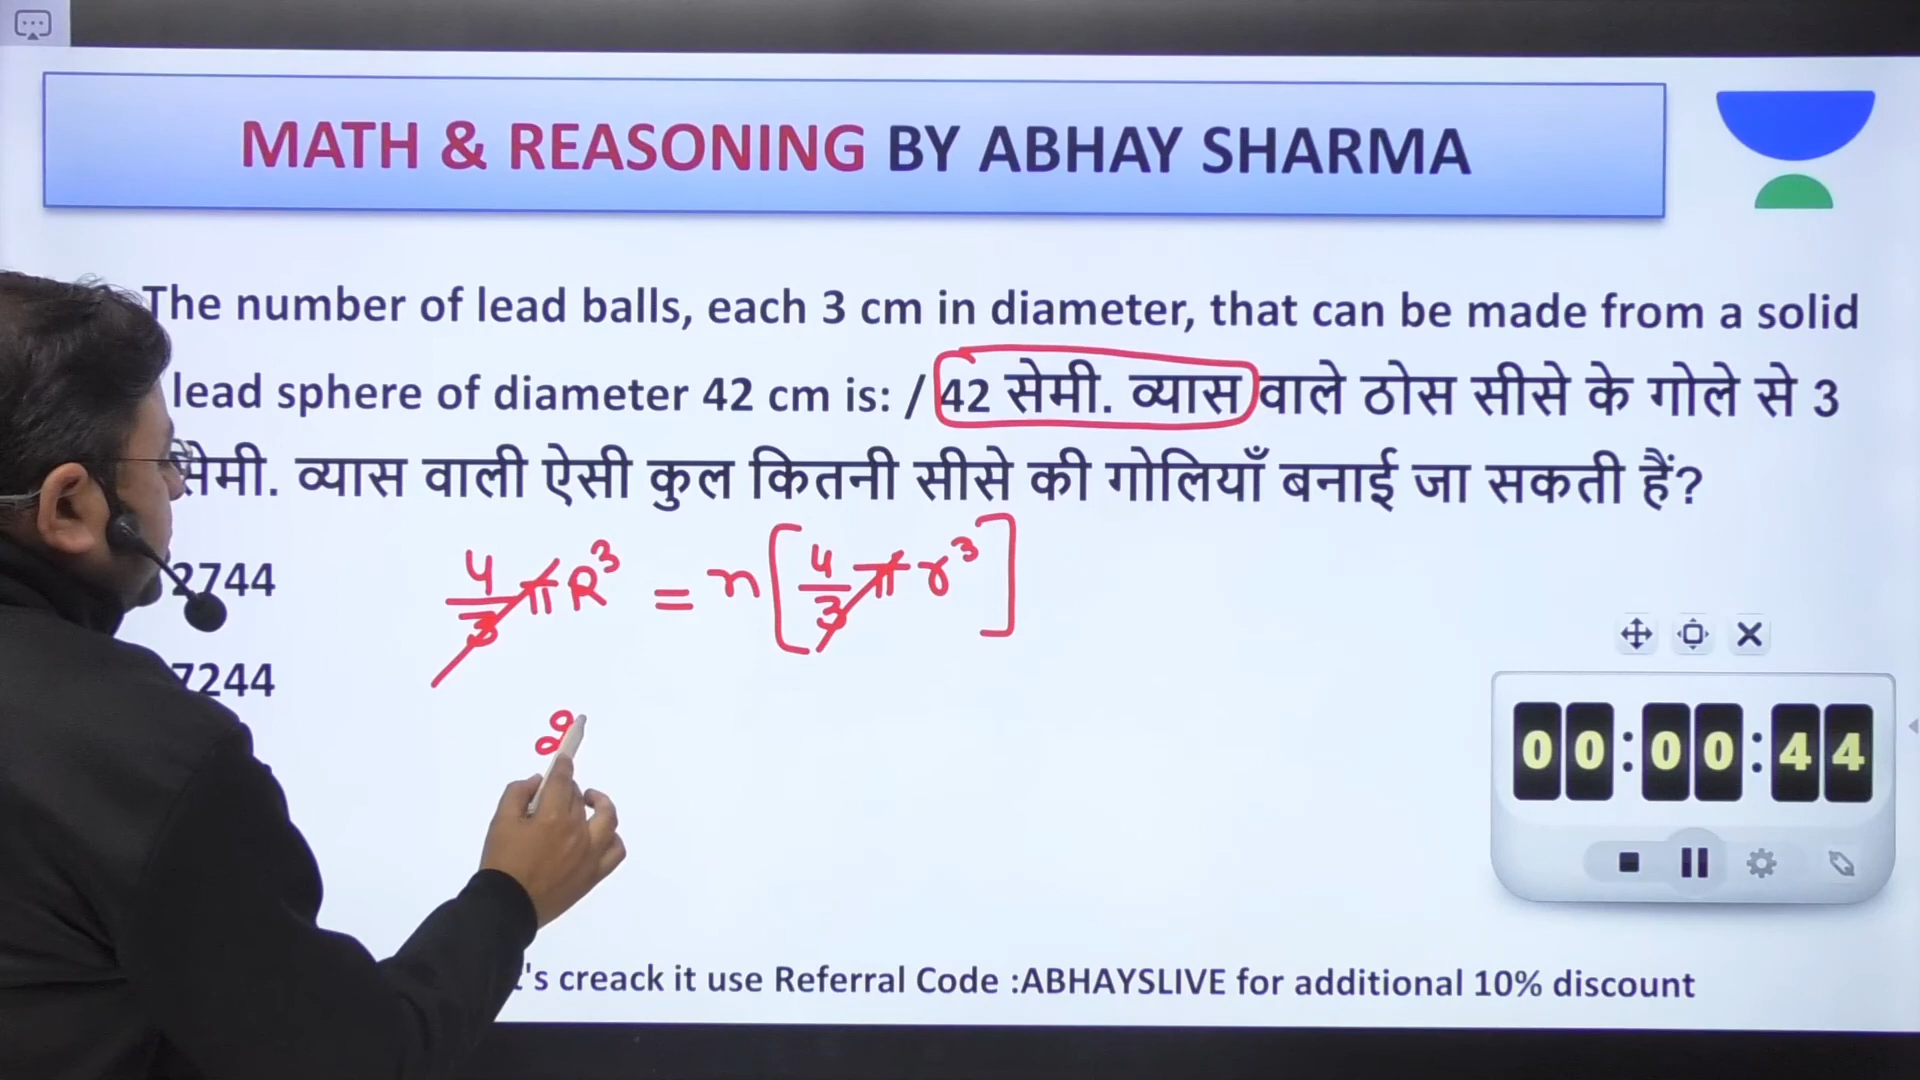 MATH & REASONING BY ABHAY SHARMA
The number of lead balls, each 3 cm in diameter, that can be made from a solid
lead sphere of diameter 42 cm is: / 42 सेमी. व्यास वाले ठोस सीसे के गोले से 3
सेमी. व्यास वाली ऐसी कुल कितनी सीसे की गोलियाँ बनाई जा सकती हैं?
4/3 π R³ = n [4/3 π r³]
2744
7244
00:00:44
's creack it use Referral Code :ABHAYSLIVE for additional 10% discount